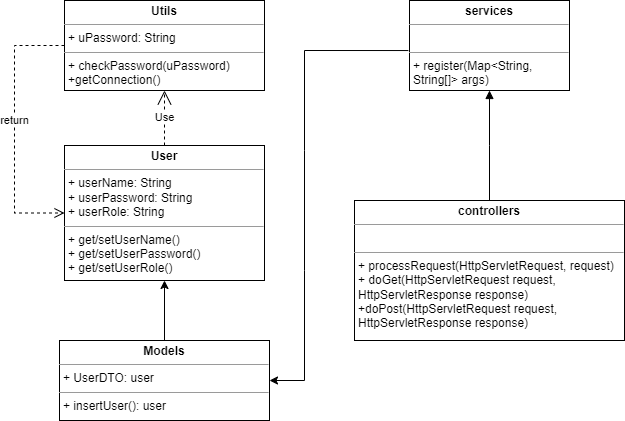 Utils
+ uPassword: String
+ checkPassword(uPassword)
+getConnection()
services
+ register(Map<String,
String[]> args)
return
Use
User
+ userName: String
+ userPassword: String
+ userRole: String
+ get/setUserName()
+ get/setUserPassword()
+ get/setUserRole()
controllers
+ processRequest(HttpServletRequest, request)
+ doGet(HttpServletRequest request,
HttpServletResponse response)
+doPost(HttpServletRequest request,
HttpServletResponse response)
Models
+ UserDTO: user
+ insertUser(): user